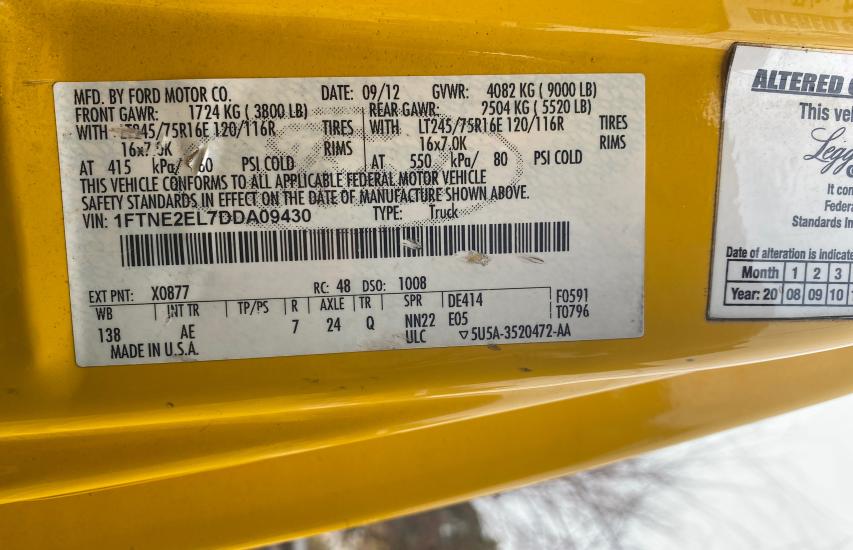 MFD. BY FORD MOTOR CO. DATE: 09/12 GVWR: 4082 KG ( 9000 LB)
FRONT GAWR: 1724 KG ( 3800 LB) REAR GAWR: 2504 KG ( 5520 LB)
WITH LT245/75R16E 120/116R TIRES WITH LT245/75R16E 120/116R TIRES
16x7.0K RIMS 16x7.0K RIMS
AT 415 kPa/ 60 PSI COLD AT 550 kPa/ 80 PSI COLD
THIS VEHICLE CONFORMS TO ALL APPLICABLE FEDERAL MOTOR VEHICLE
SAFETY STANDARDS IN EFFECT ON THE DATE OF MANUFACTURE SHOWN ABOVE.
VIN: 1FTNE2EL7DDA09430 TYPE: Truck
EXT PNT: X0877 RC: 48 DSO: 1008
WB INT TR TP/PS R AXLE TR SPR DE414 F0591
138 AE 7 24 Q NN22 E05 T0796
MADE IN U.S.A. ULC ▽5U5A-3520472-AA
ALTERED
This
Date of alteration is
Month 1 2 3
Year: 20 08 09 10
It
Standards